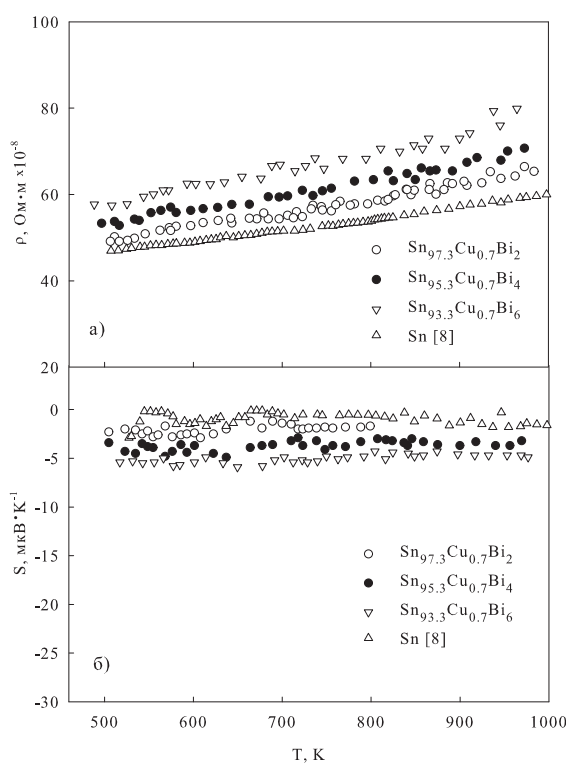 100
80
60
40
20
ρ, Ом•м x10⁻⁸
Sn₉₇.₃Cu₀.₇Bi₂
Sn₉₅.₃Cu₀.₇Bi₄
Sn₉₃.₃Cu₀.₇Bi₆
Sn [8]
а)
0
-5
-10
-15
-20
-25
-30
S, мкВ•К⁻¹
Sn₉₇.₃Cu₀.₇Bi₂
Sn₉₅.₃Cu₀.₇Bi₄
Sn₉₃.₃Cu₀.₇Bi₆
Sn [8]
б)
500 600 700 800 900 1000
T, K